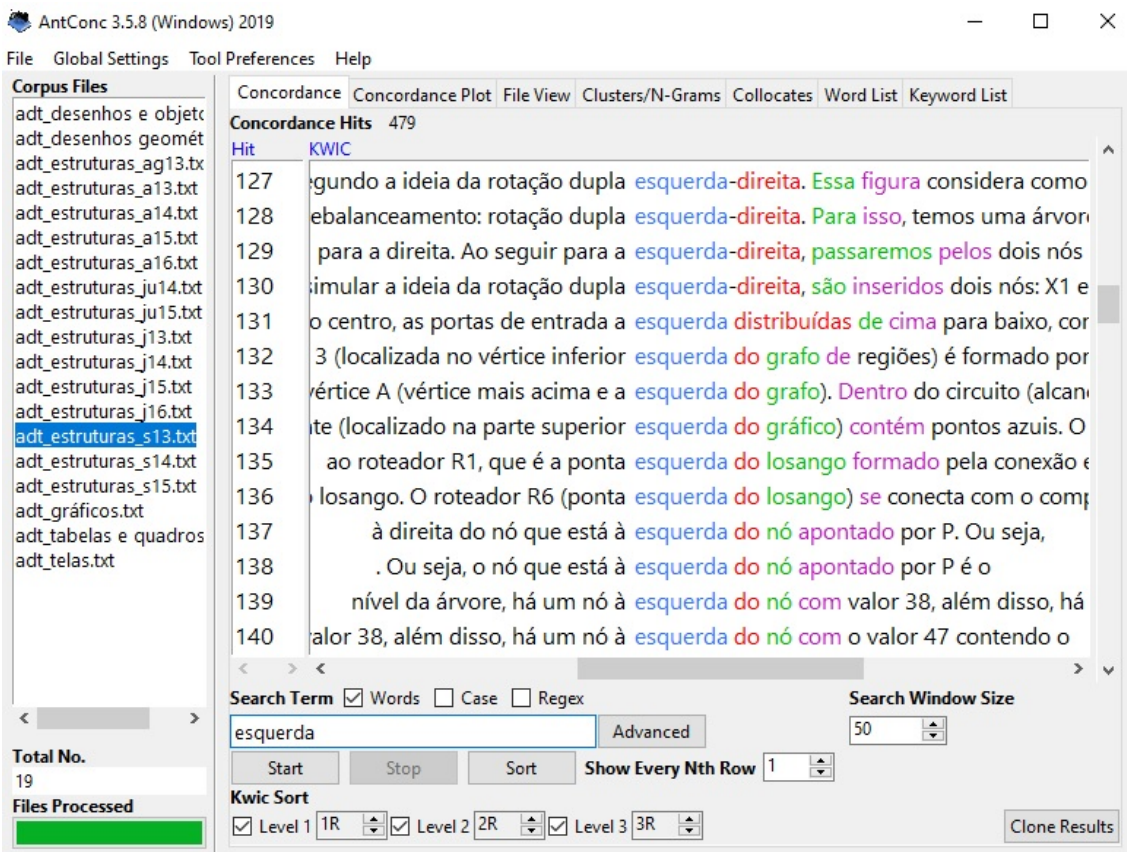 AntConc 3.5.8 (Windows) 2019
File Global Settings Tool Preferences Help
Corpus Files
adt_desenhos e objeto
adt_desenhos geomét
adt_estruturas_ag13.tx
adt_estruturas_a13.txt
adt_estruturas_a14.txt
adt_estruturas_a15.txt
adt_estruturas_a16.txt
adt_estruturas_ju14.txt
adt_estruturas_ju15.txt
adt_estruturas_j13.txt
adt_estruturas_j14.txt
adt_estruturas_j15.txt
adt_estruturas_j16.txt
adt_estruturas_s13.txt
adt_estruturas_s14.txt
adt_estruturas_s15.txt
adt_gráficos.txt
adt_tabelas e quadros
adt_telas.txt
Total No.
19
Files Processed
Concordance Concordance Plot File View Clusters/N-Grams Collocates Word List Keyword List
Concordance Hits 479
Hit KWIC
127 egundo a ideia da rotação dupla esquerda-direita. Essa figura considera como
128 ebalanceamento: rotação dupla esquerda-direita. Para isso, temos uma árvore
129 para a direita. Ao seguir para a esquerda-direita, passaremos pelos dois nós
130 simular a ideia da rotação dupla esquerda-direita, são inseridos dois nós: X1 e
131 o centro, as portas de entrada a esquerda distribuídas de cima para baixo, cor
132 3 (localizada no vértice inferior esquerda do grafo de regiões) é formado por
133 vértice A (vértice mais acima e a esquerda do grafo). Dentro do circuito (alcan
134 te (localizado na parte superior esquerda do gráfico) contém pontos azuis. O
135 ao roteador R1, que é a ponta esquerda do losango formado pela conexão e
136 losango. O roteador R6 (ponta esquerda do losango) se conecta com o comp
137 à direita do nó que está à esquerda do nó apontado por P. Ou seja,
138 . Ou seja, o nó que está à esquerda do nó apontado por P é o
139 nível da árvore, há um nó à esquerda do nó com valor 38, além disso, há
140 valor 38, além disso, há um nó à esquerda do nó com o valor 47 contendo o
Search Term Words Case Regex Search Window Size
esquerda Advanced 50
Start Stop Sort Show Every Nth Row 1
Kwic Sort
Level 1 1R Level 2 2R Level 3 3R Clone Results